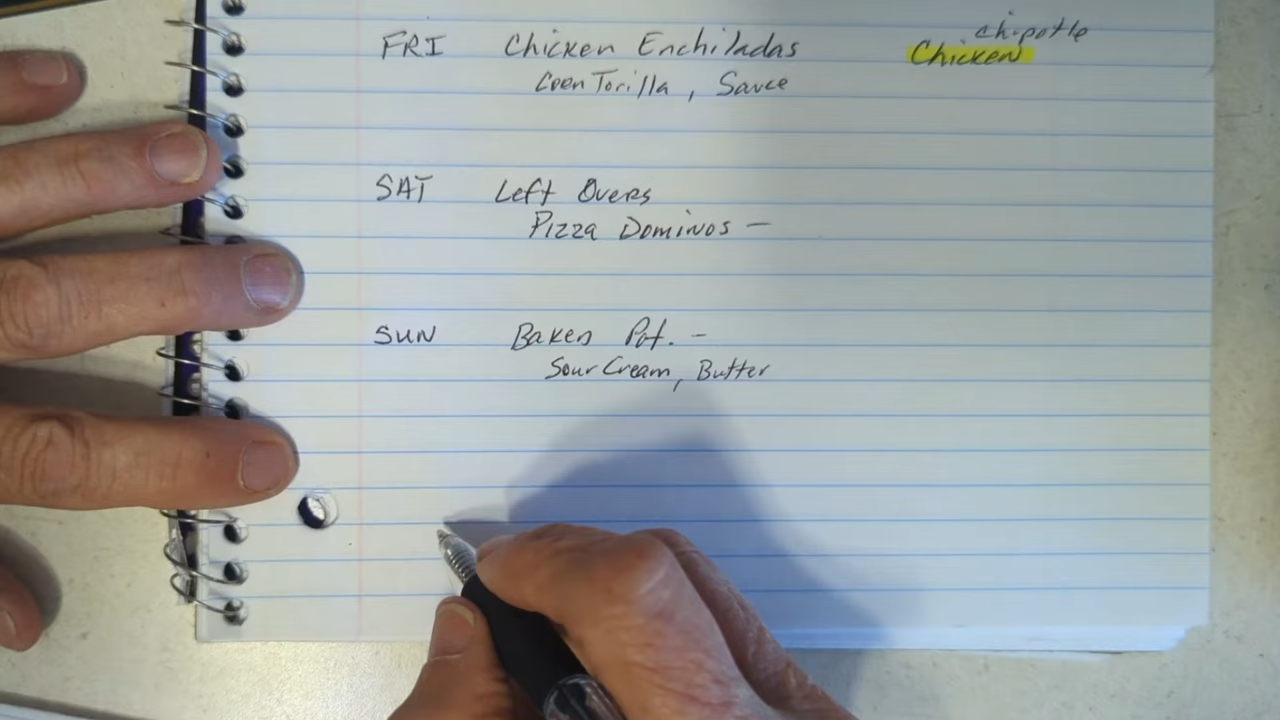 chipotle
FRI Chicken Enchiladas Chicken
Corn Torilla, Sauce
SAT Left Overs
Pizza Dominos -
SUN Baked Pot. -
Sour Cream, Butter